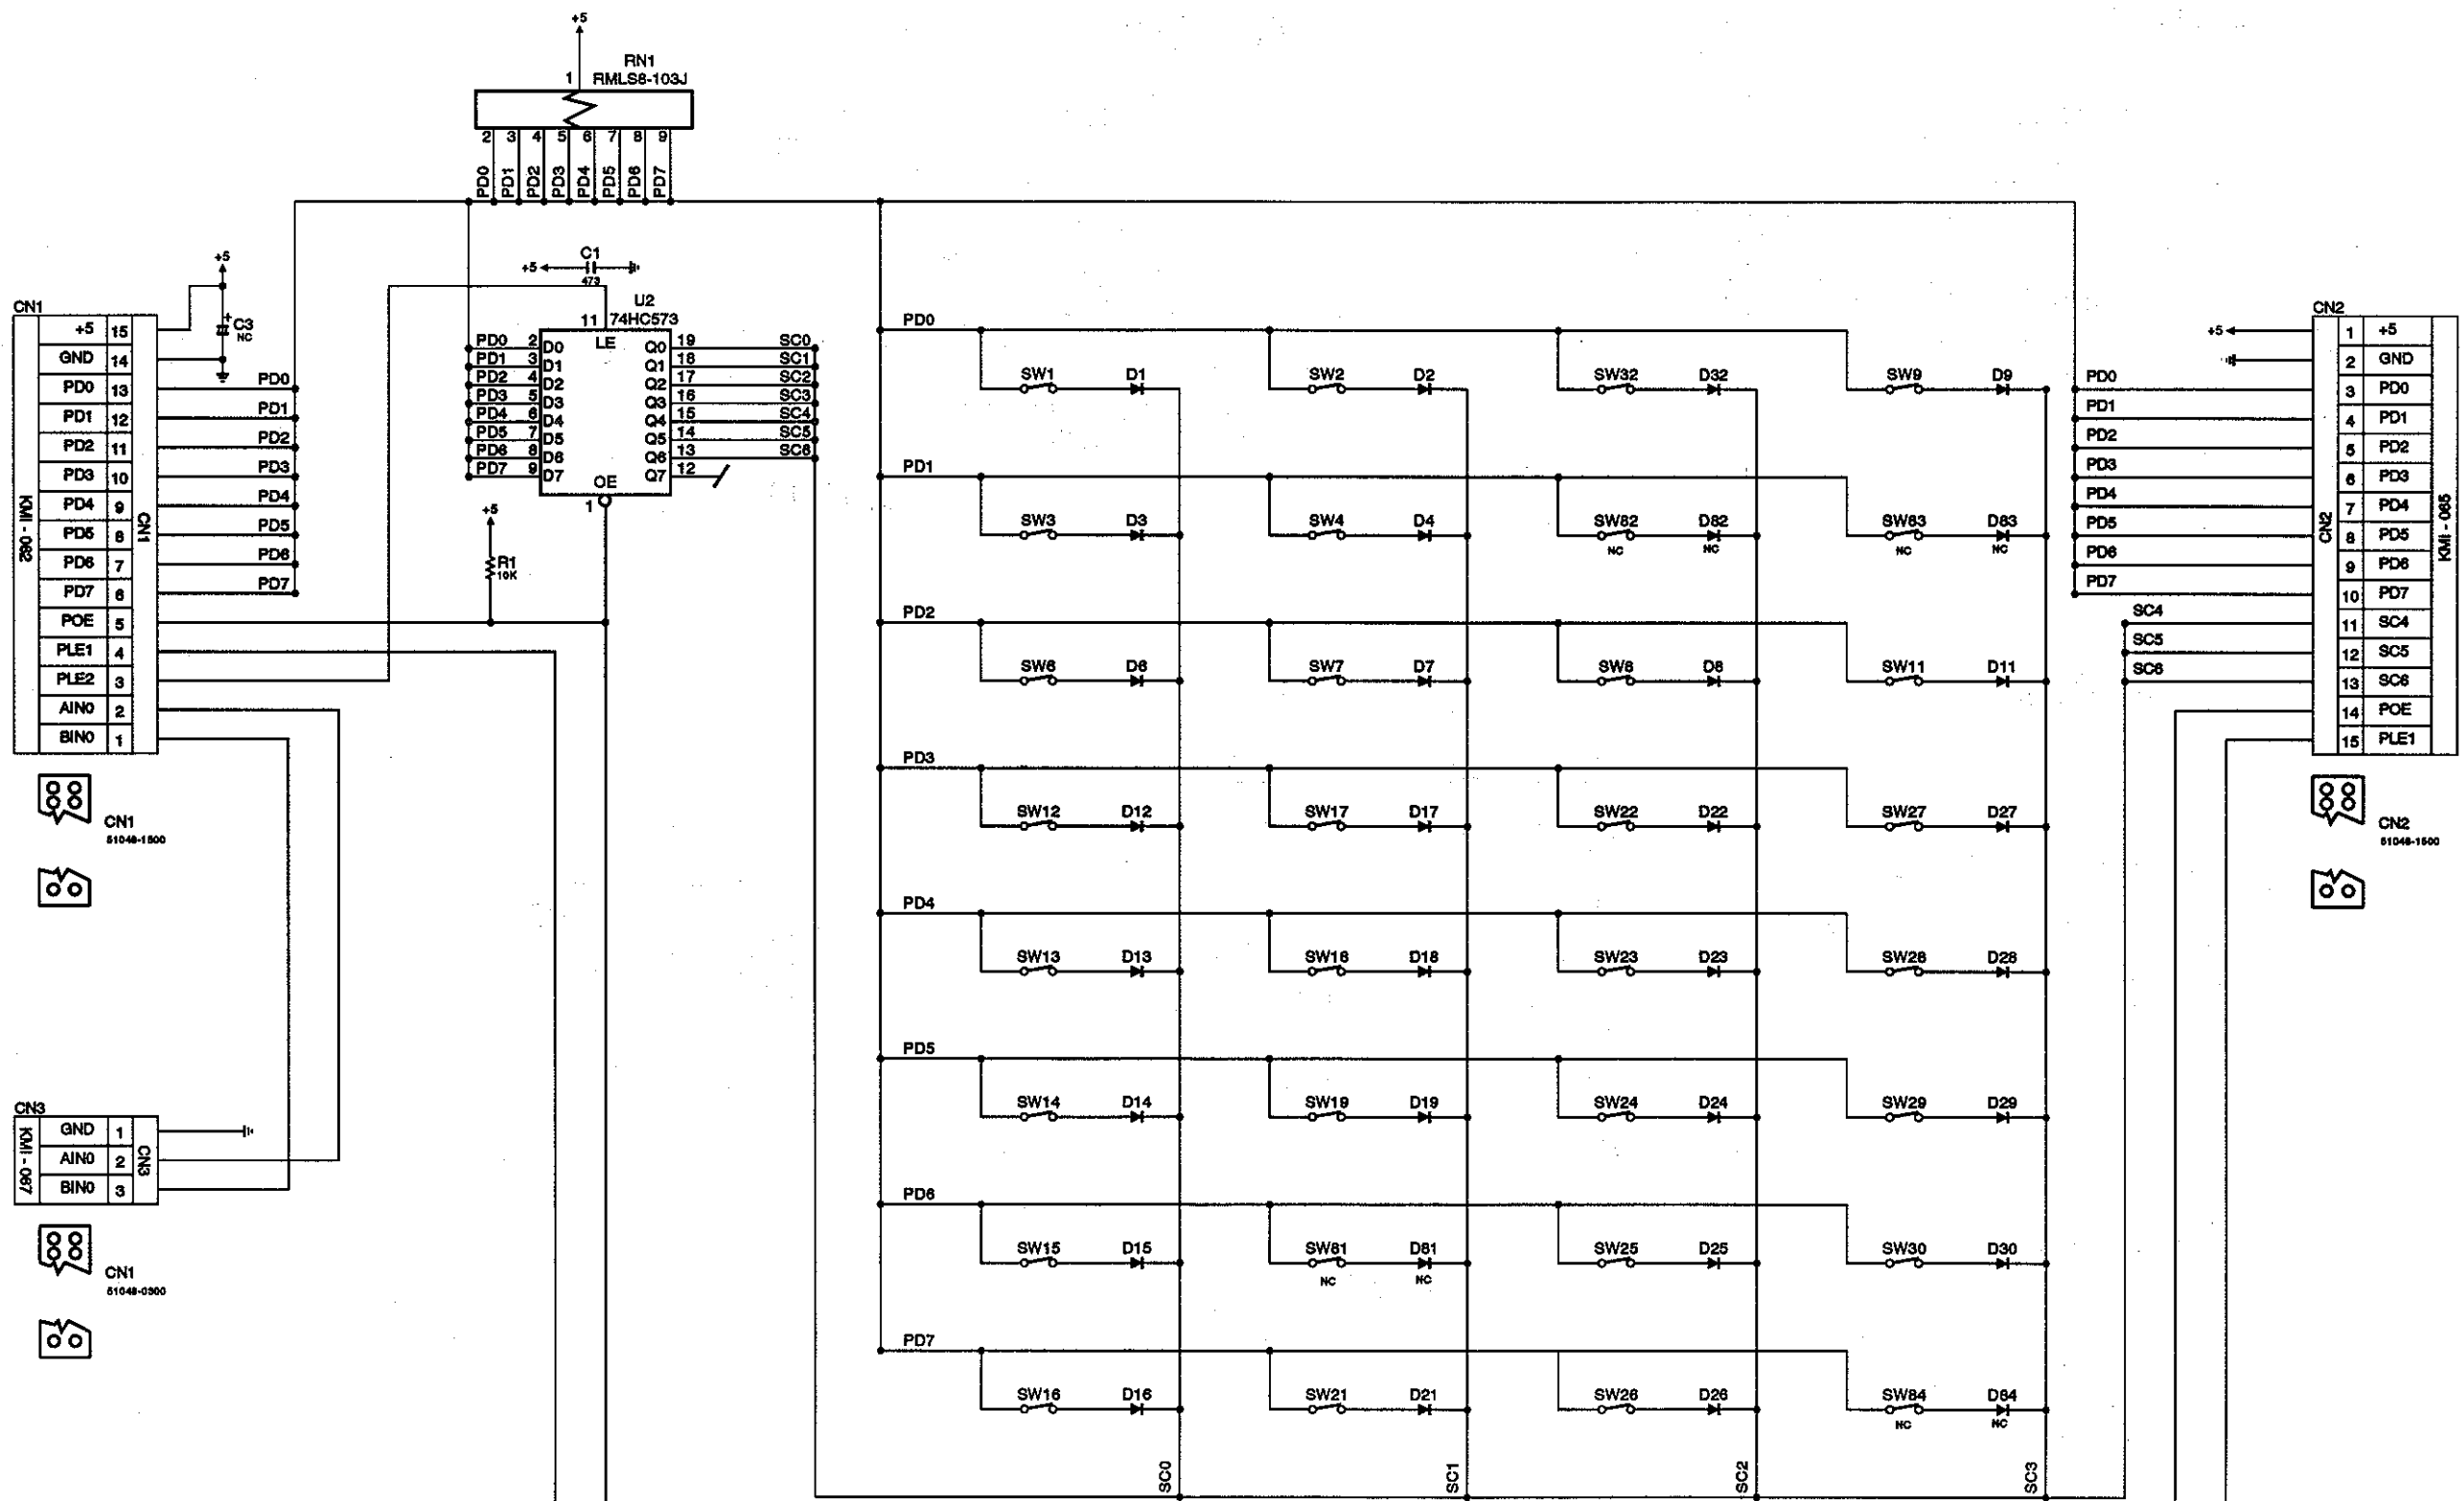 +5
RN1
1 RMLS8-103J
2 3 4 5 6 7 8 9
PD0 PD1 PD2 PD3 PD4 PD5 PD6 PD7
+5
C3
NC
+5 C1
473
U2
11 74HC573
LE
PD0 2 D0 Q0 19 SC0
PD1 3 D1 Q1 18 SC1
PD2 4 D2 Q2 17 SC2
PD3 5 D3 Q3 16 SC3
PD4 6 D4 Q4 15 SC4
PD5 7 D5 Q5 14 SC5
PD6 8 D6 Q6 13 SC6
PD7 9 D7 Q7 12
OE
1
+5
R1
10K
CN1
KMI - 062
CN1
+5 15
GND 14
PD0 13 PD0
PD1 12 PD1
PD2 11 PD2
PD3 10 PD3
PD4 9 PD4
PD5 8 PD5
PD6 7 PD6
PD7 6 PD7
POE 5
PLE1 4
PLE2 3
AIN0 2
BIN0 1
CN1
51048-1500
CN3
KMI - 067
CN3
GND 1
AIN0 2
BIN0 3
CN1
51048-0300
PD0
SW1 D1 SW2 D2 SW32 D32 SW9 D9
PD1
SW3 D3 SW4 D4 SW82 D82 SW83 D83
NC NC NC NC
PD2
SW6 D6 SW7 D7 SW8 D8 SW11 D11
PD3
SW12 D12 SW17 D17 SW22 D22 SW27 D27
PD4
SW13 D13 SW18 D18 SW23 D23 SW28 D28
PD5
SW14 D14 SW19 D19 SW24 D24 SW29 D29
PD6
SW15 D15 SW81 D81 SW25 D25 SW30 D30
NC NC
PD7
SW16 D16 SW21 D21 SW26 D26 SW84 D84
NC NC
SC0 SC1 SC2 SC3
CN2
CN2
KMI - 065
+5 1 +5
2 GND
PD0 3 PD0
PD1 4 PD1
PD2 5 PD2
PD3 6 PD3
PD4 7 PD4
PD5 8 PD5
PD6 9 PD6
PD7 10 PD7
SC4 11 SC4
SC5 12 SC5
SC6 13 SC6
14 POE
15 PLE1
CN2
51048-1500